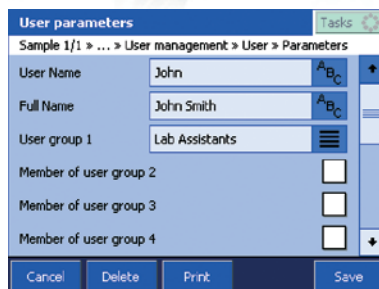 User parameters Tasks
Sample 1/1 » ... » User management » User » Parameters
User Name John ABC
Full Name John Smith ABC
User group 1 Lab Assistants
Member of user group 2
Member of user group 3
Member of user group 4
Cancel Delete Print Save